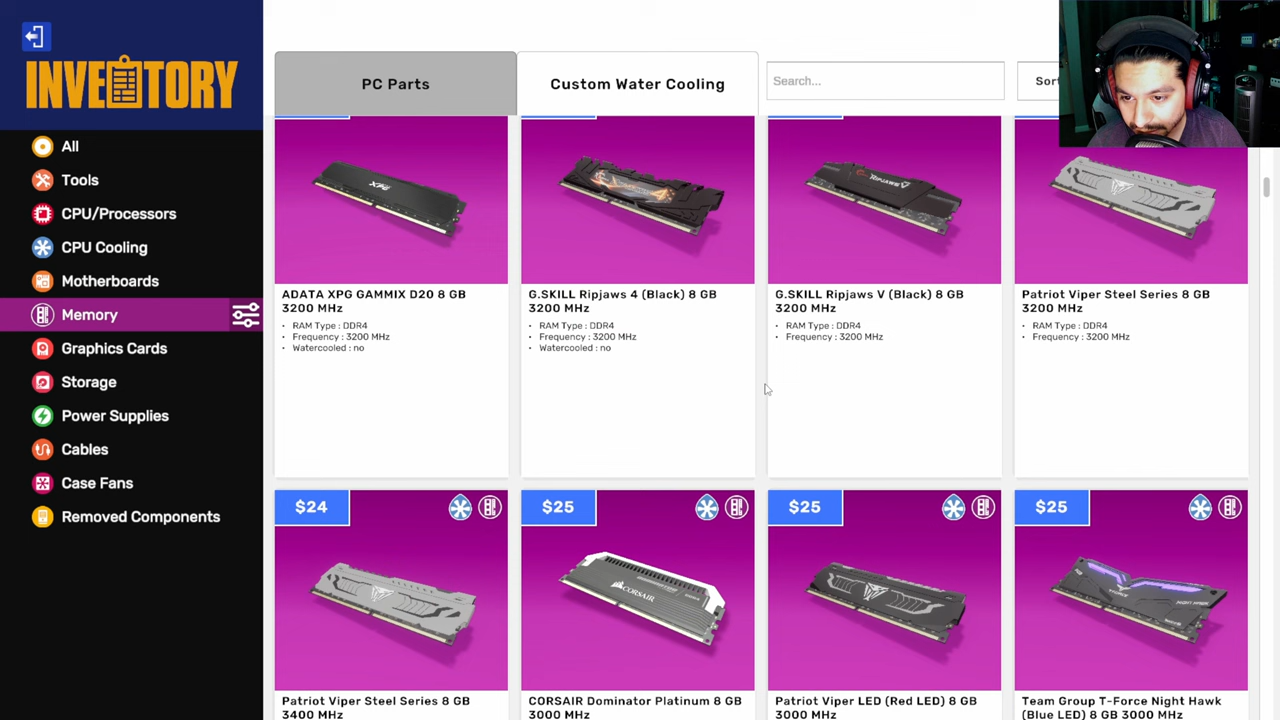 INVENTORY
PC Parts
Custom Water Cooling
Search...
Sort
All
Tools
CPU/Processors
CPU Cooling
Motherboards
Memory
Graphics Cards
Storage
Power Supplies
Cables
Case Fans
Removed Components
XPG
RIPJAWS V
ADATA XPG GAMMIX D20 8 GB
3200 MHz
• RAM Type : DDR4
• Frequency : 3200 MHz
• Watercooled : no
G.SKILL Ripjaws 4 (Black) 8 GB
3200 MHz
• RAM Type : DDR4
• Frequency : 3200 MHz
• Watercooled : no
G.SKILL Ripjaws V (Black) 8 GB
3200 MHz
• RAM Type : DDR4
• Frequency : 3200 MHz
Patriot Viper Steel Series 8 GB
3200 MHz
• RAM Type : DDR4
• Frequency : 3200 MHz
$24
Patriot Viper Steel Series 8 GB
3400 MHz
$25
CORSAIR
CORSAIR Dominator Platinum 8 GB
3000 MHz
$25
Patriot Viper LED (Red LED) 8 GB
3000 MHz
$25
NIGHT HAWK
Team Group T-Force Night Hawk
(Blue LED) 8 GB 3000 MHz